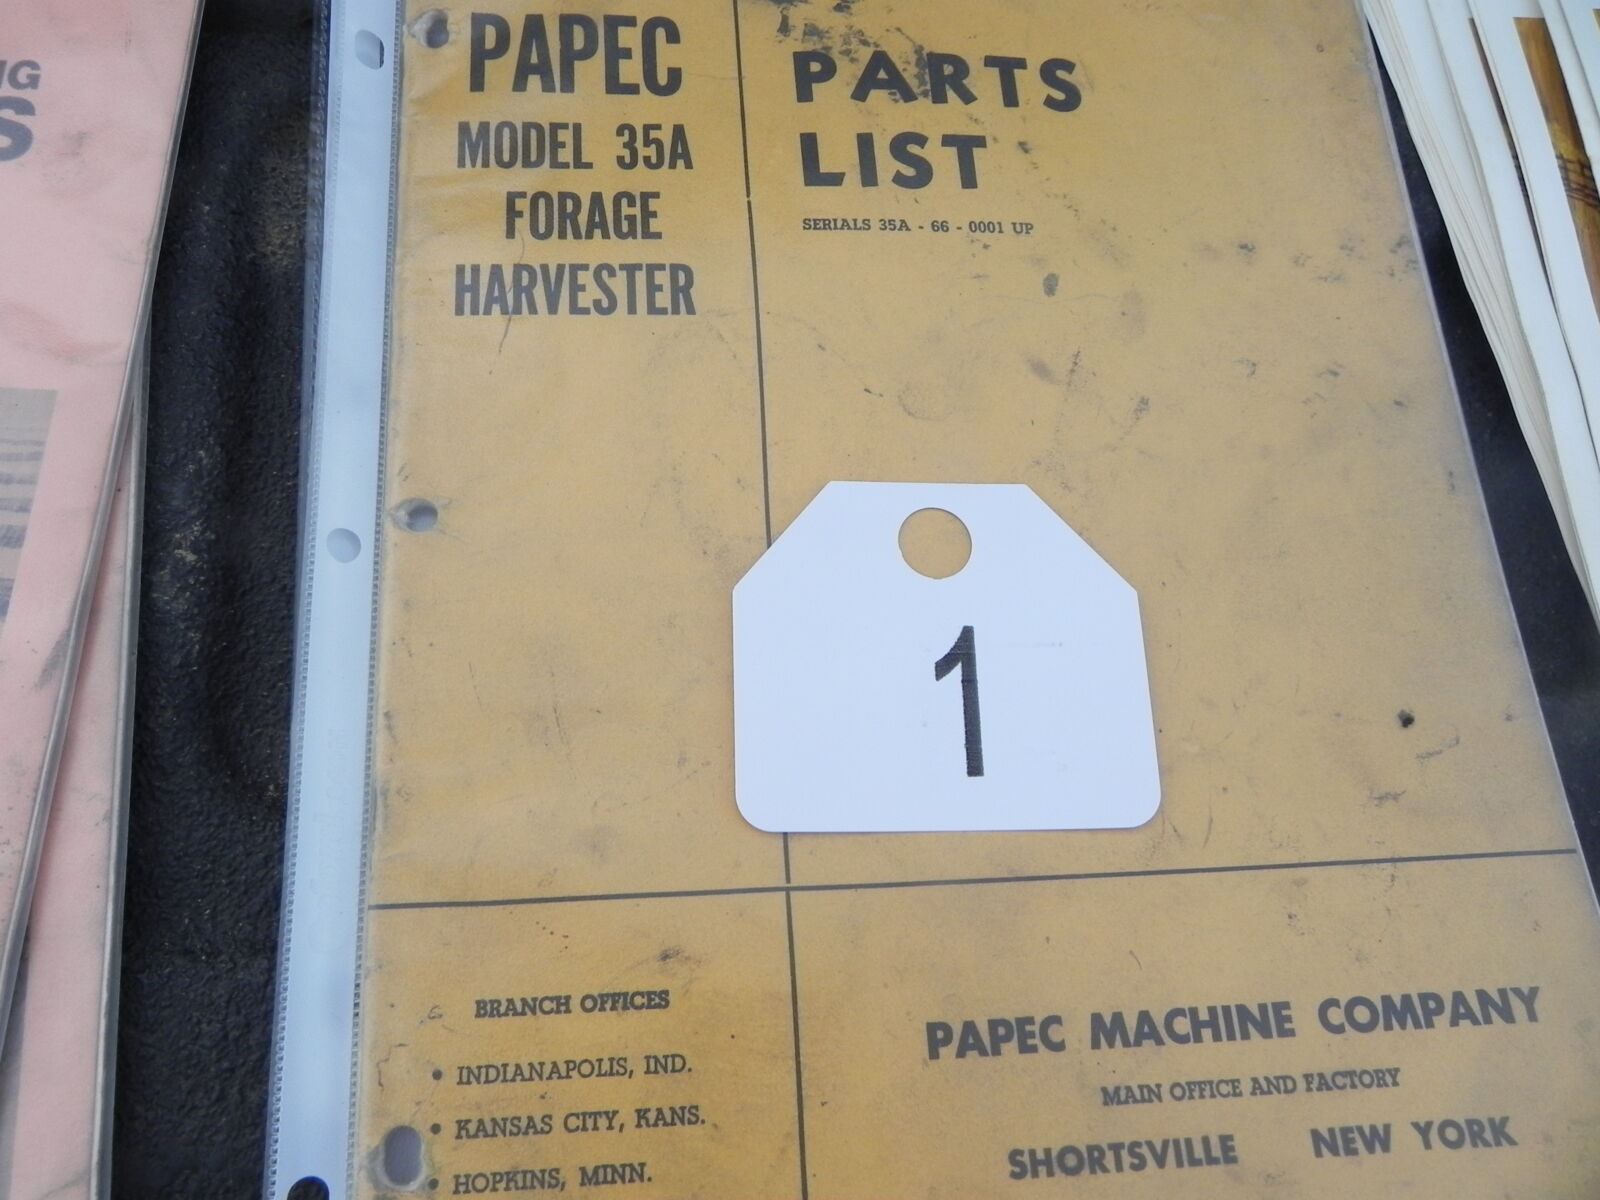 PAPEC
MODEL 35A
FORAGE
HARVESTER
PARTS
LIST
SERIALS 35A - 66 - 0001 UP
1
BRANCH OFFICES
• INDIANAPOLIS, IND.
• KANSAS CITY, KANS.
• HOPKINS, MINN.
PAPEC MACHINE COMPANY
MAIN OFFICE AND FACTORY
SHORTSVILLE NEW YORK